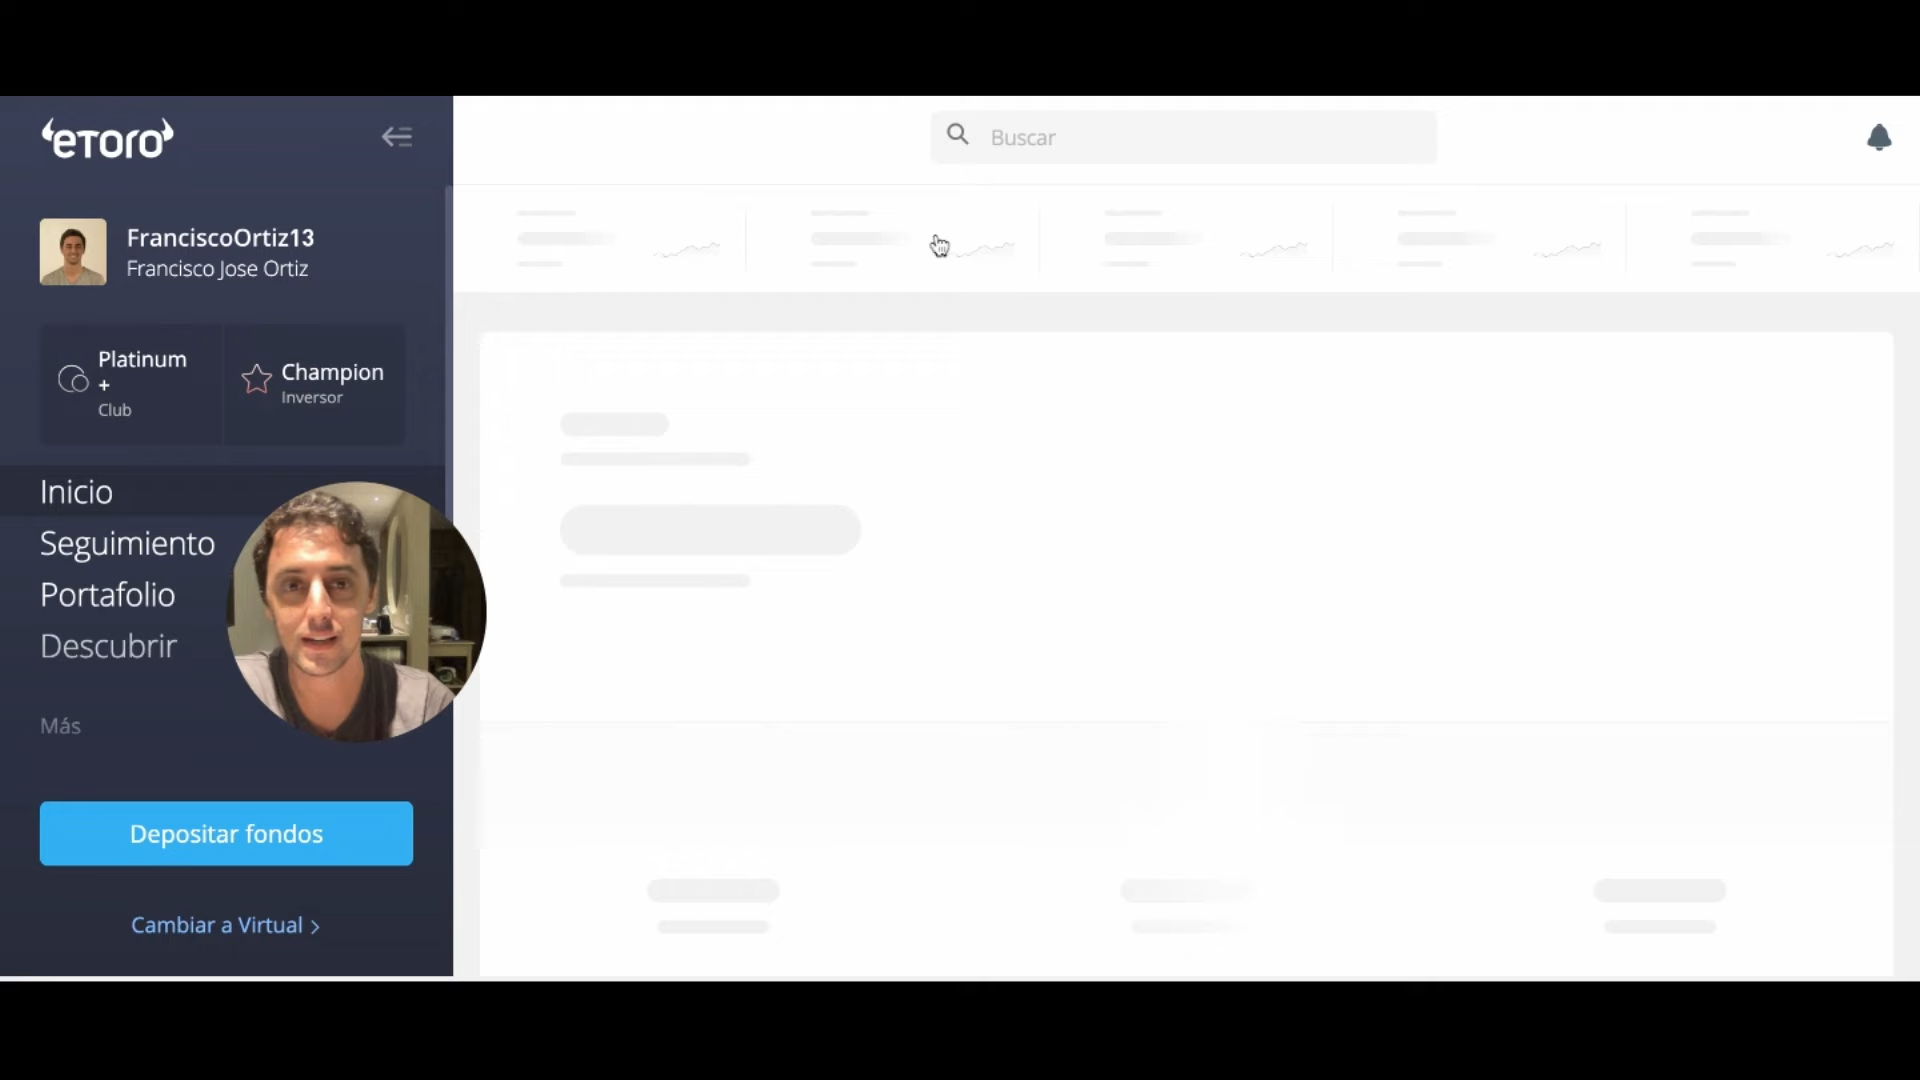 eToro
Buscar
FranciscoOrtiz13
Francisco Jose Ortiz
Platinum
+
Club
Champion
Inversor
Inicio
Seguimiento
Portafolio
Descubrir
Más
Depositar fondos
Cambiar a Virtual >